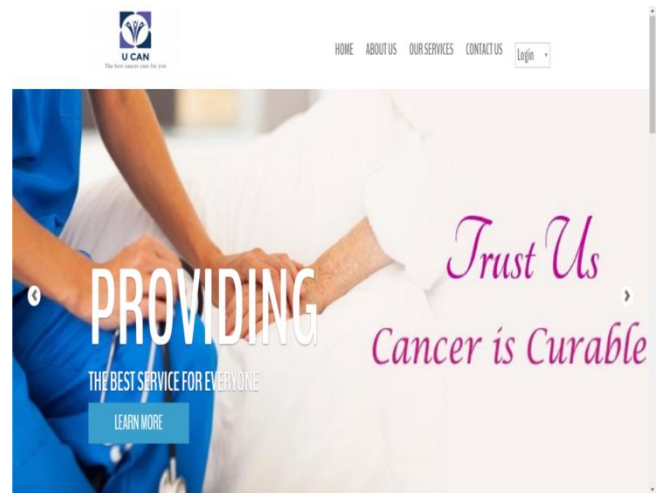 U CAN
The best cancer care for you
HOME ABOUT US OUR SERVICES CONTACT US Login
PROVIDING
THE BEST SERVICE FOR EVERYONE
LEARN MORE
Trust Us
Cancer is Curable